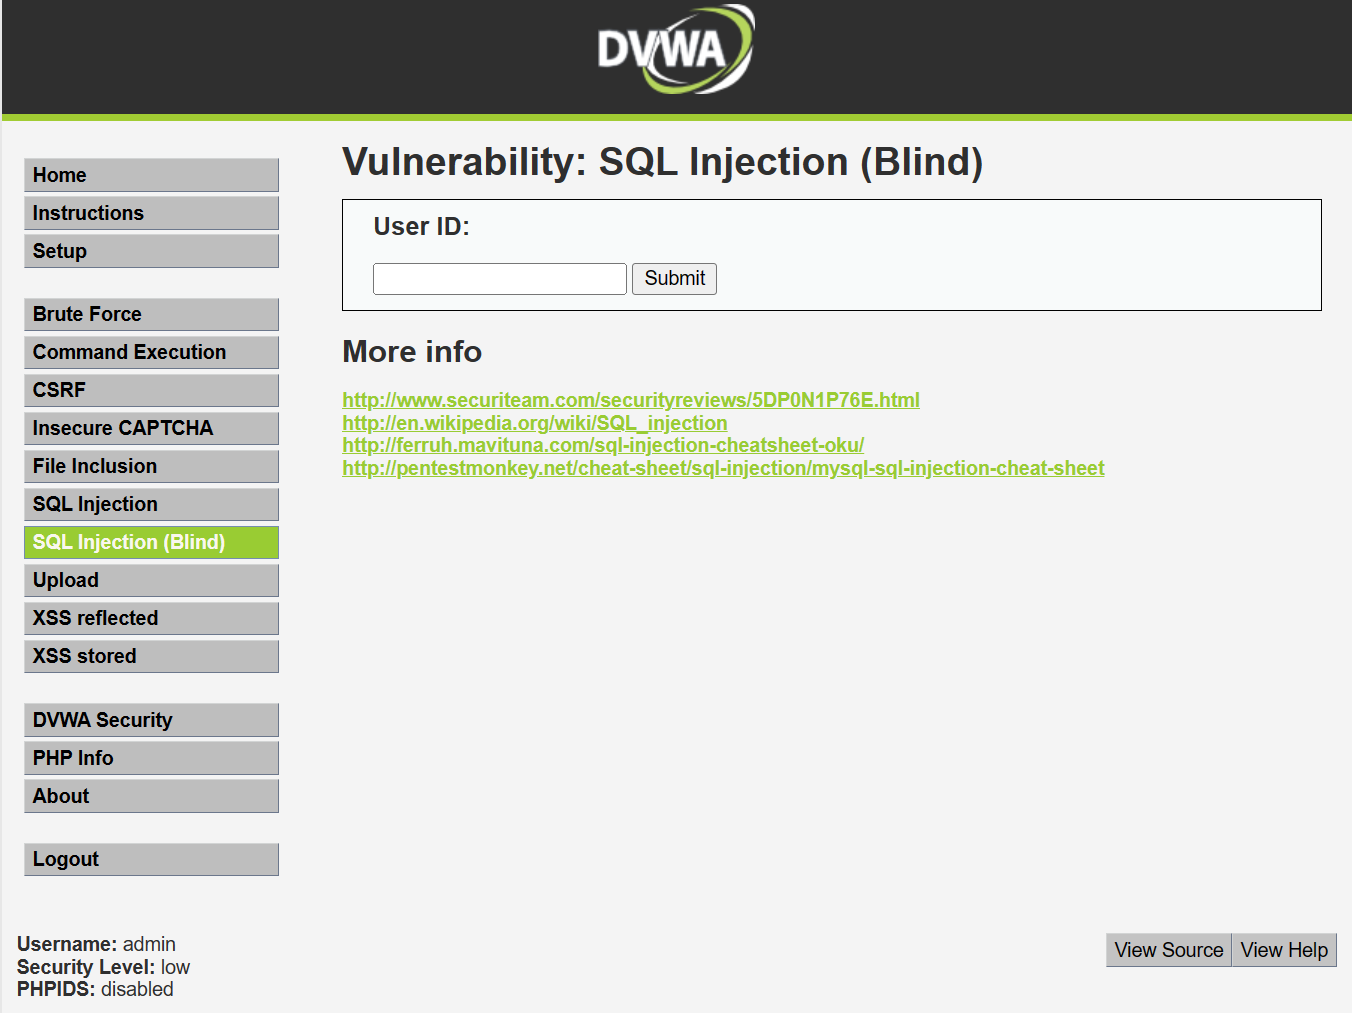 DVWA
Home
Instructions
Setup
Brute Force
Command Execution
CSRF
Insecure CAPTCHA
File Inclusion
SQL Injection
SQL Injection (Blind)
Upload
XSS reflected
XSS stored
DVWA Security
PHP Info
About
Logout
Vulnerability: SQL Injection (Blind)
User ID:
Submit
More info
http://www.securiteam.com/securityreviews/5DP0N1P76E.html
http://en.wikipedia.org/wiki/SQL_injection
http://ferruh.mavituna.com/sql-injection-cheatsheet-oku/
http://pentestmonkey.net/cheat-sheet/sql-injection/mysql-sql-injection-cheat-sheet
Username: admin
Security Level: low
PHPIDS: disabled
View Source View Help